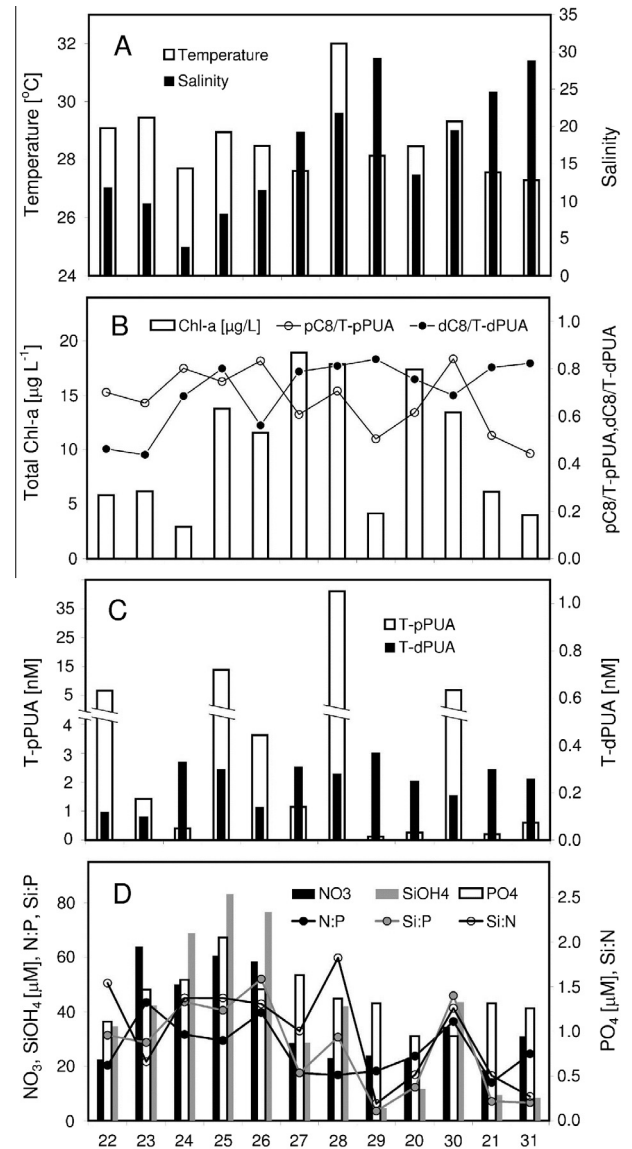 A
Temperature
Salinity
Temperature [°C]
32
30
28
26
24
Salinity
35
30
25
20
15
10
5
0
B
Chl-a [µg/L]
pC8/T-pPUA
dC8/T-dPUA
Total Chl-a [µg L⁻¹]
20
15
10
5
0
pC8/T-pPUA,dC8/T-dPUA
1.0
0.8
0.6
0.4
0.2
0.0
C
T-pPUA
T-dPUA
T-pPUA [nM]
35
25
15
5
4
3
2
1
0
T-dPUA [nM]
1.0
0.8
0.6
0.4
0.2
0.0
D
NO3
SiOH4
PO4
N:P
Si:P
Si:N
NO₃, SiOH₄ [µM], N:P, Si:P
80
60
40
20
0
PO₄ [µM], Si:N
2.5
2.0
1.5
1.0
0.5
0.0
22 23 24 25 26 27 28 29 20 30 21 31